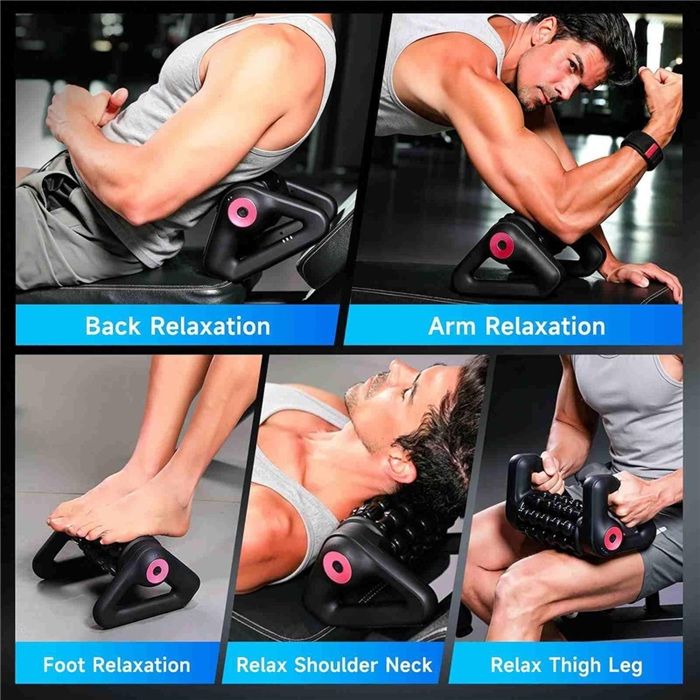 Back Relaxation
Arm Relaxation
Foot Relaxation
Relax Shoulder Neck
Relax Thigh Leg